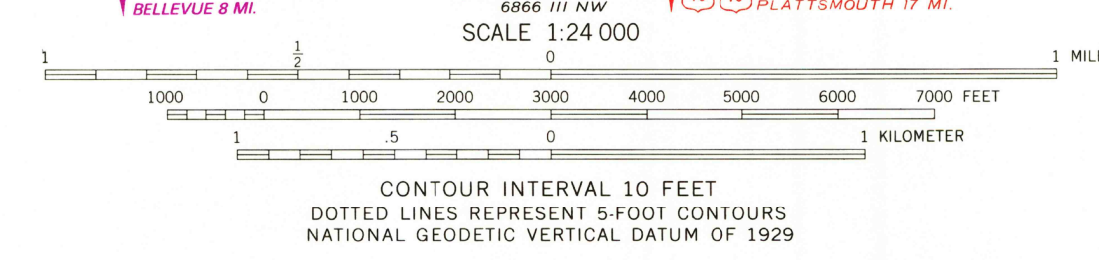 BELLEVUE 8 MI.
6866 III NW
PLATTSMOUTH 17 MI.
SCALE 1:24 000
1 1/2 0 1
1000 0 1000 2000 3000 4000 5000 6000 7000 FEET
1 .5 0 1 KILOMETER
CONTOUR INTERVAL 10 FEET
DOTTED LINES REPRESENT 5-FOOT CONTOURS
NATIONAL GEODETIC VERTICAL DATUM OF 1929